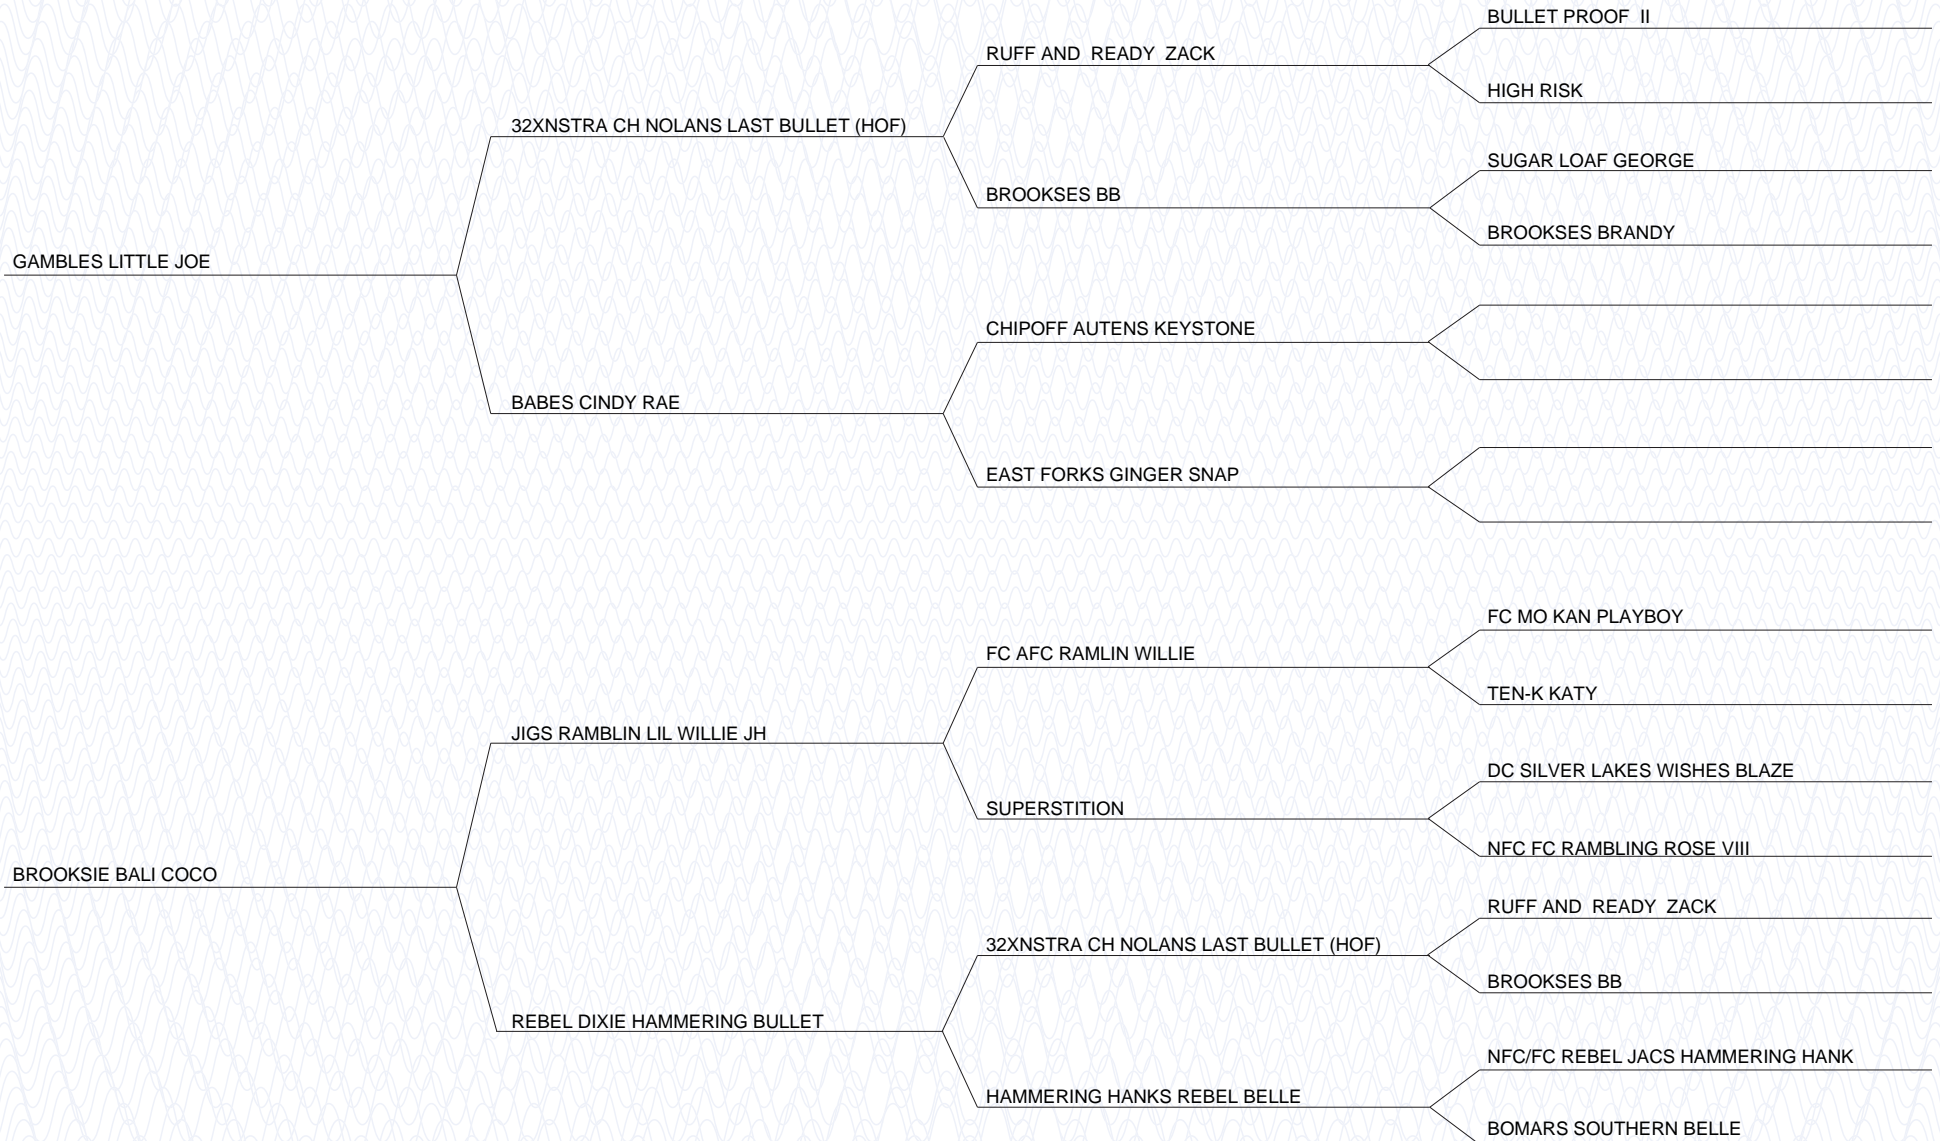 BULLET PROOF  II
RUFF AND  READY  ZACK
HIGH RISK
32XNSTRA CH NOLANS LAST BULLET (HOF)
SUGAR LOAF GEORGE
BROOKSES BB
BROOKSES BRANDY
GAMBLES LITTLE JOE
CHIPOFF AUTENS KEYSTONE
BABES CINDY RAE
EAST FORKS GINGER SNAP
FC MO KAN PLAYBOY
FC AFC RAMLIN WILLIE
TEN-K KATY
JIGS RAMBLIN LIL WILLIE JH
DC SILVER LAKES WISHES BLAZE
SUPERSTITION
NFC FC RAMBLING ROSE VIII
BROOKSIE BALI COCO
RUFF AND  READY  ZACK
32XNSTRA CH NOLANS LAST BULLET (HOF)
BROOKSES BB
REBEL DIXIE HAMMERING BULLET
NFC/FC REBEL JACS HAMMERING HANK
HAMMERING HANKS REBEL BELLE
BOMARS SOUTHERN BELLE